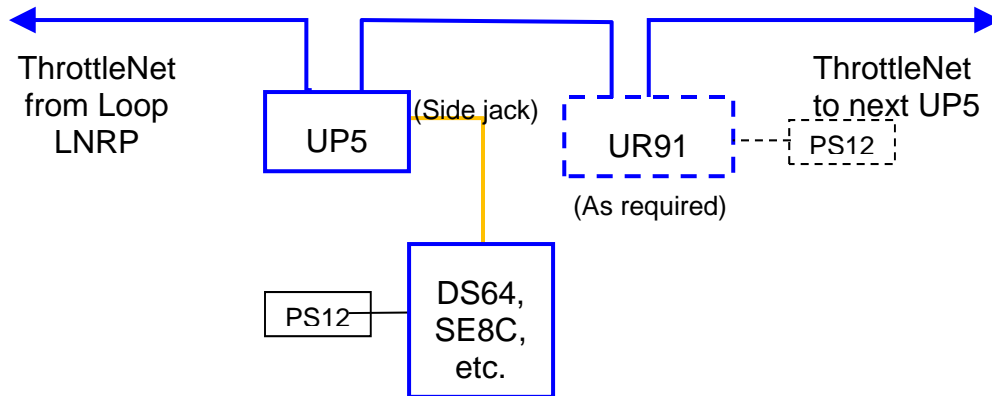 ThrottleNet
from Loop
LNRP
UP5
(Side jack)
UR91
(As required)
ThrottleNet
to next UP5
PS12
PS12
DS64,
SE8C,
etc.